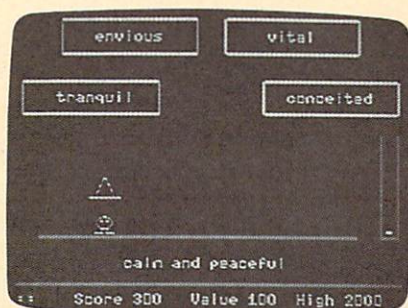 envious vital
tranquil conceited
calm and peaceful
Score 300 Value 100 High 2000